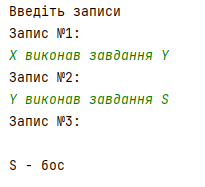 Введіть записи
Запис №1:
X виконав завдання Y
Запис №2:
Y виконав завдання S
Запис №3:
S - бос